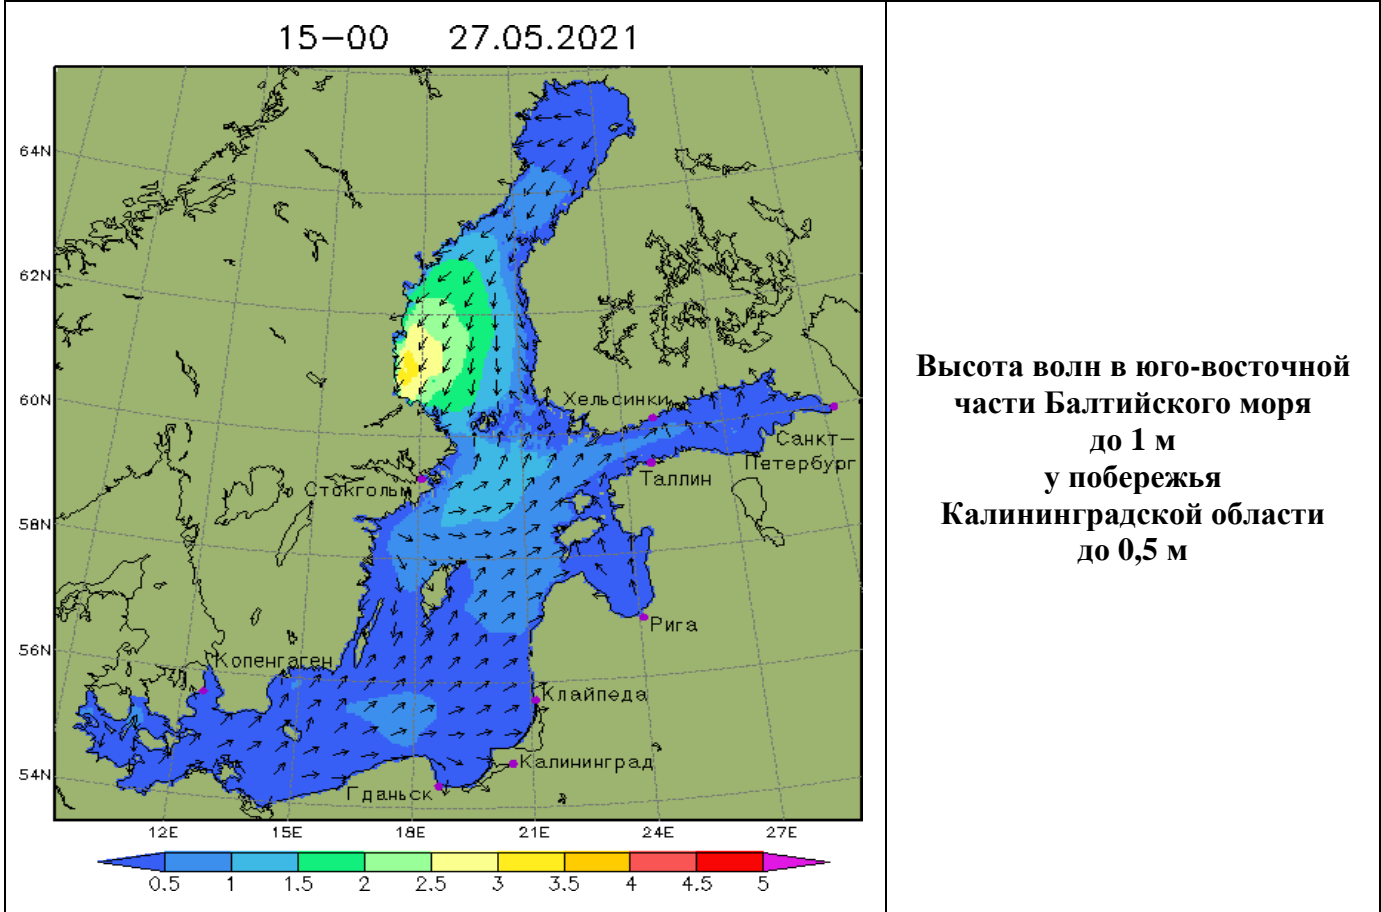 15-00 27.05.2021
64N
62N
60N
58N
56N
54N
Хельсинки
Санкт-
Петербург
Таллин
Стокгольм
Рига
Копенгаген
Клайпеда
Калининград
Гданьск
12E 15E 18E 21E 24E 27E
0.5 1 1.5 2 2.5 3 3.5 4 4.5 5
Высота волн в юго-восточной
части Балтийского моря
до 1 м
у побережья
Калининградской области
до 0,5 м